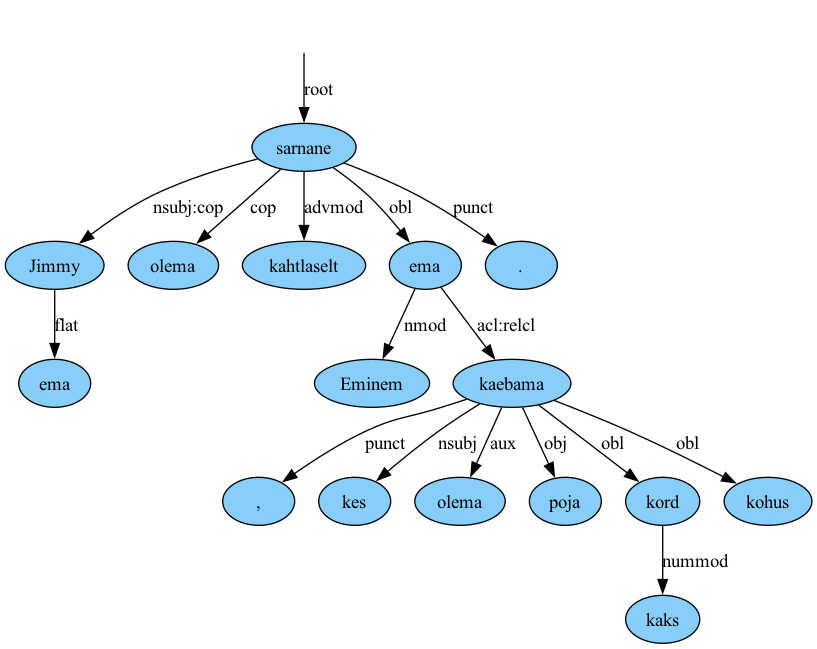 root
sarnane
nsubj:cop cop advmod obl punct
Jimmy olema kahtlaselt ema .
flat nmod acl:relcl
ema Eminem kaebama
punct nsubj aux obj obl obl
, kes olema poja kord kohus
nummod
kaks